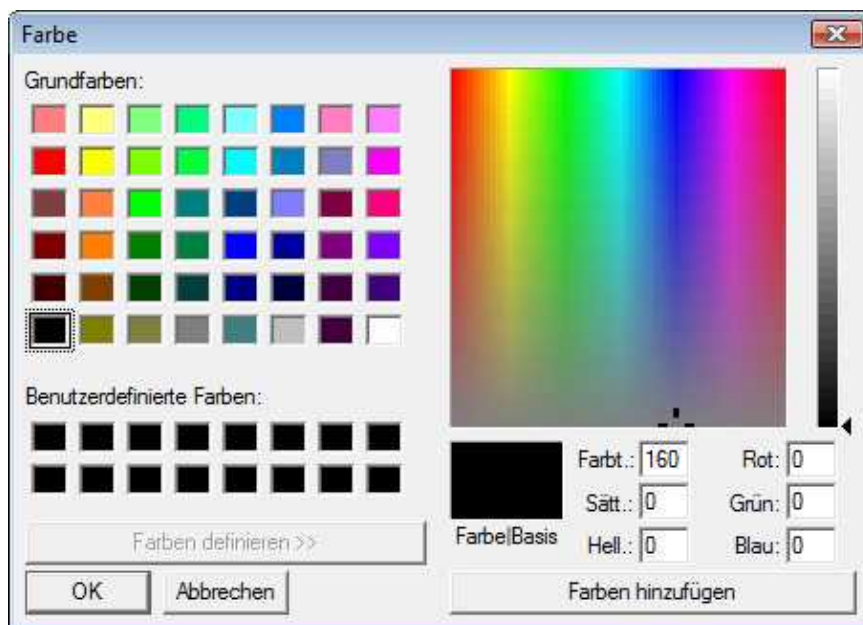 Farbe
Grundfarben:
Benutzerdefinierte Farben:
Farben definieren >>
OK Abbrechen
Farbe|Basis
Farbt.: 160 Rot: 0
Sätt.: 0 Grün: 0
Hell.: 0 Blau: 0
Farben hinzufügen